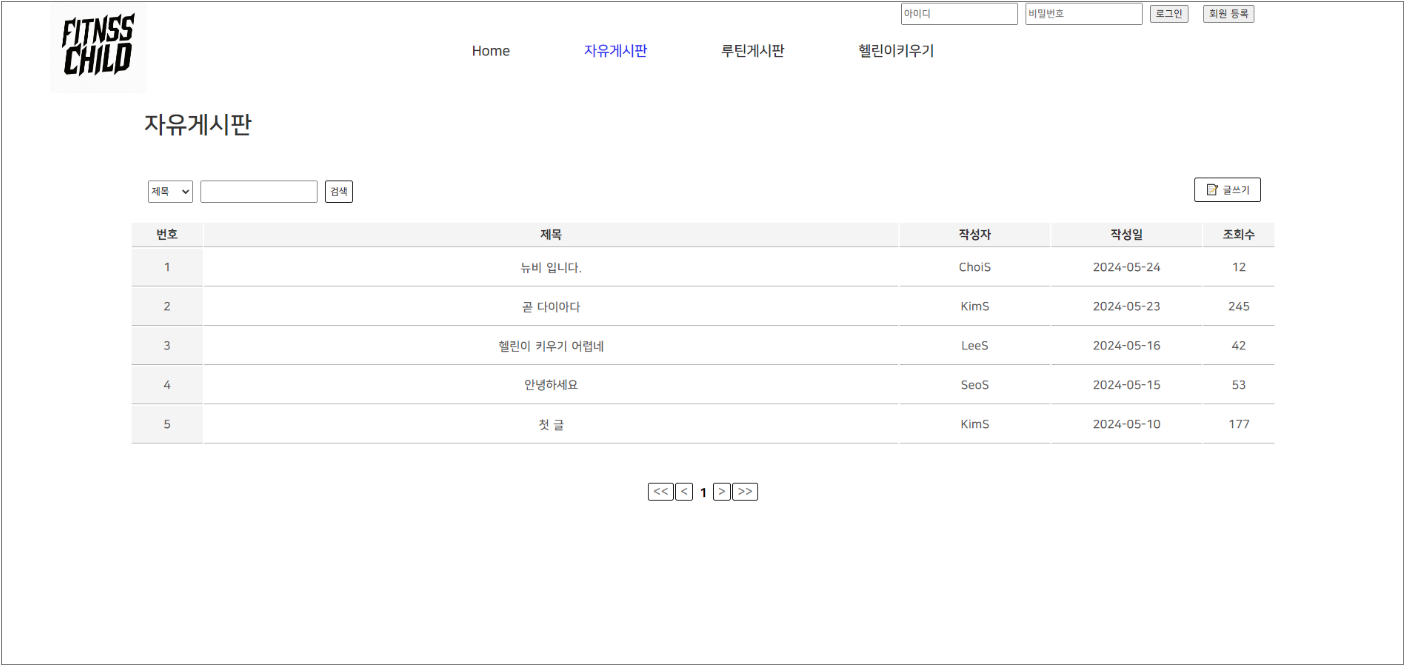 FITNSS
CHILD
아이디 비밀번호 로그인 회원 등록
Home 자유게시판 루틴게시판 헬린이키우기
자유게시판
제목 검색 글쓰기
번호 제목 작성자 작성일 조회수
1 뉴비 입니다. ChoiS 2024-05-24 12
2 곧 다이아다 KimS 2024-05-23 245
3 헬린이 키우기 어렵네 LeeS 2024-05-16 42
4 안녕하세요 SeoS 2024-05-15 53
5 첫 글 KimS 2024-05-10 177
<< < 1 > >>